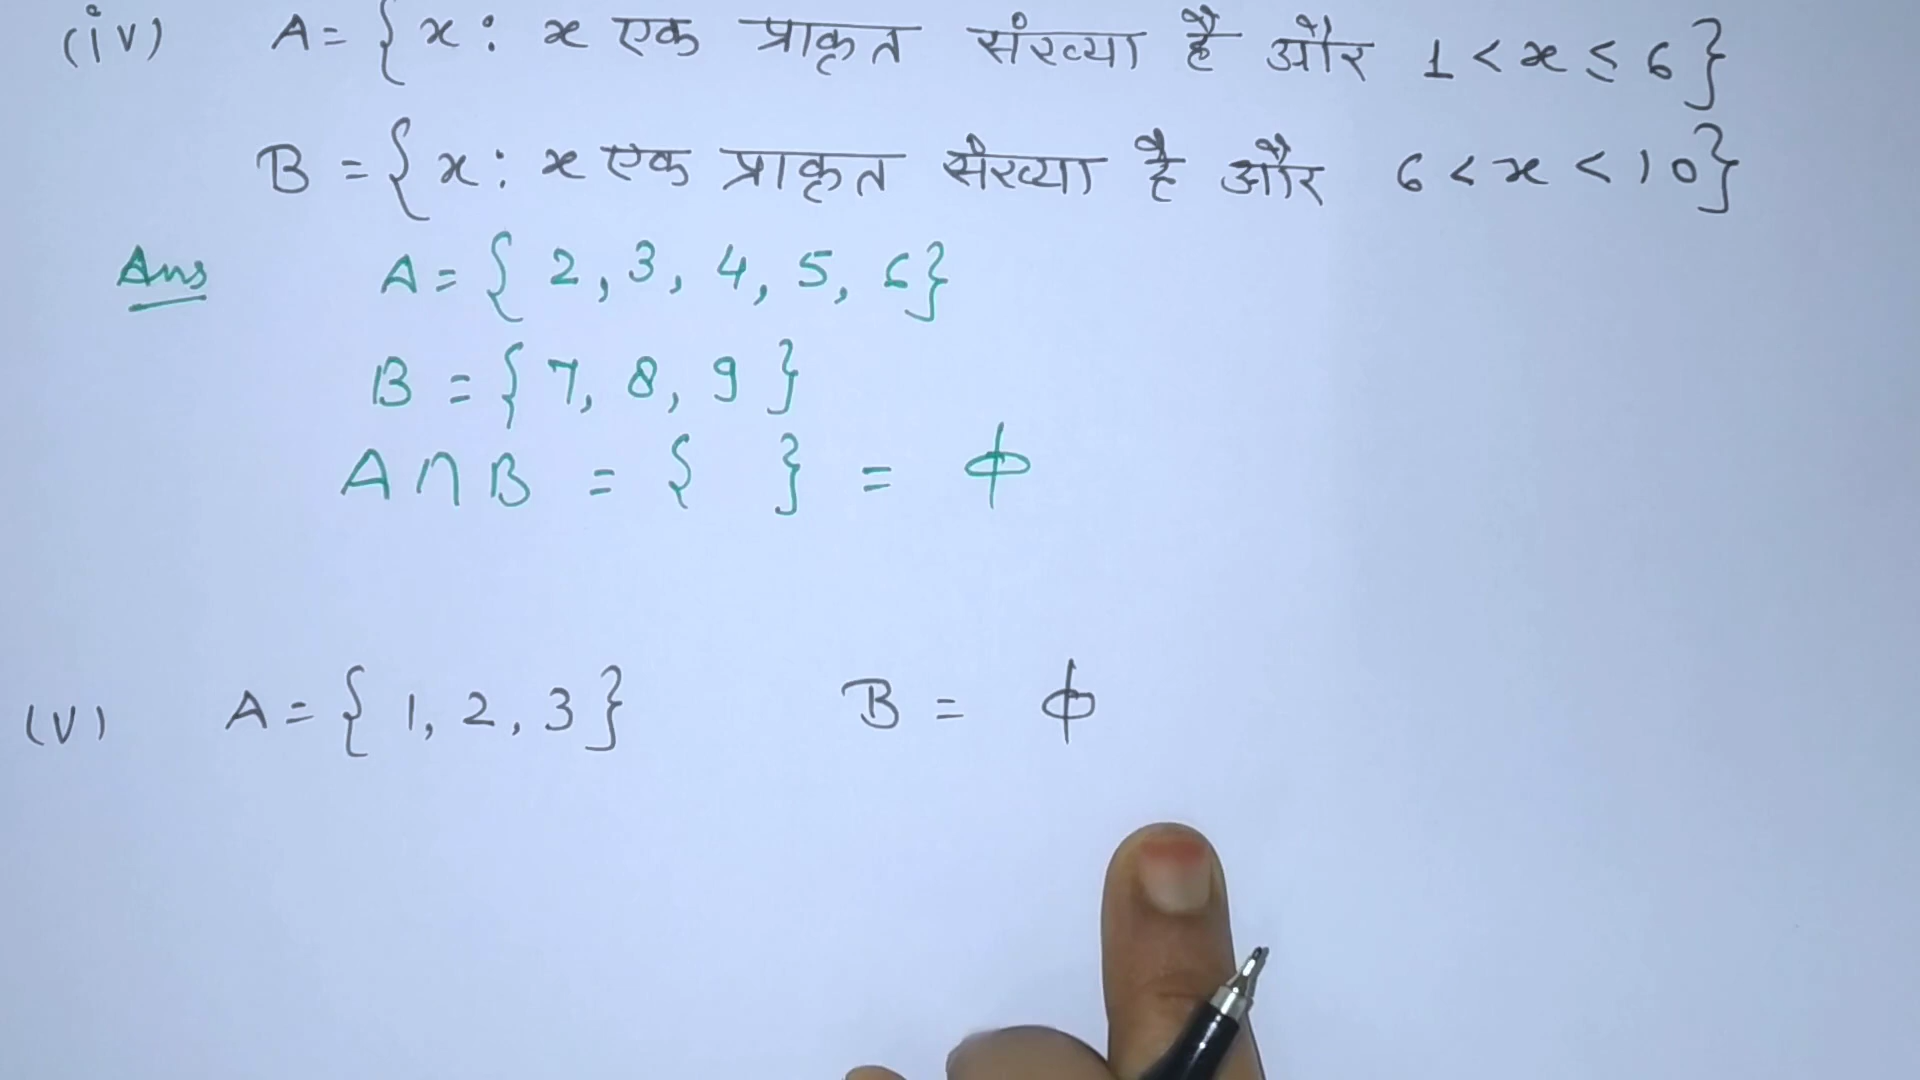 (iv) A = { x : x एक प्राकृत संख्या है और 1 < x ≤ 6 }
B = { x : x एक प्राकृत संख्या है और 6 < x < 10 }
Ans A = { 2, 3, 4, 5, 6 }
B = { 7, 8, 9 }
A ∩ B = { } = ϕ
(v) A = { 1, 2, 3 } B = ϕ